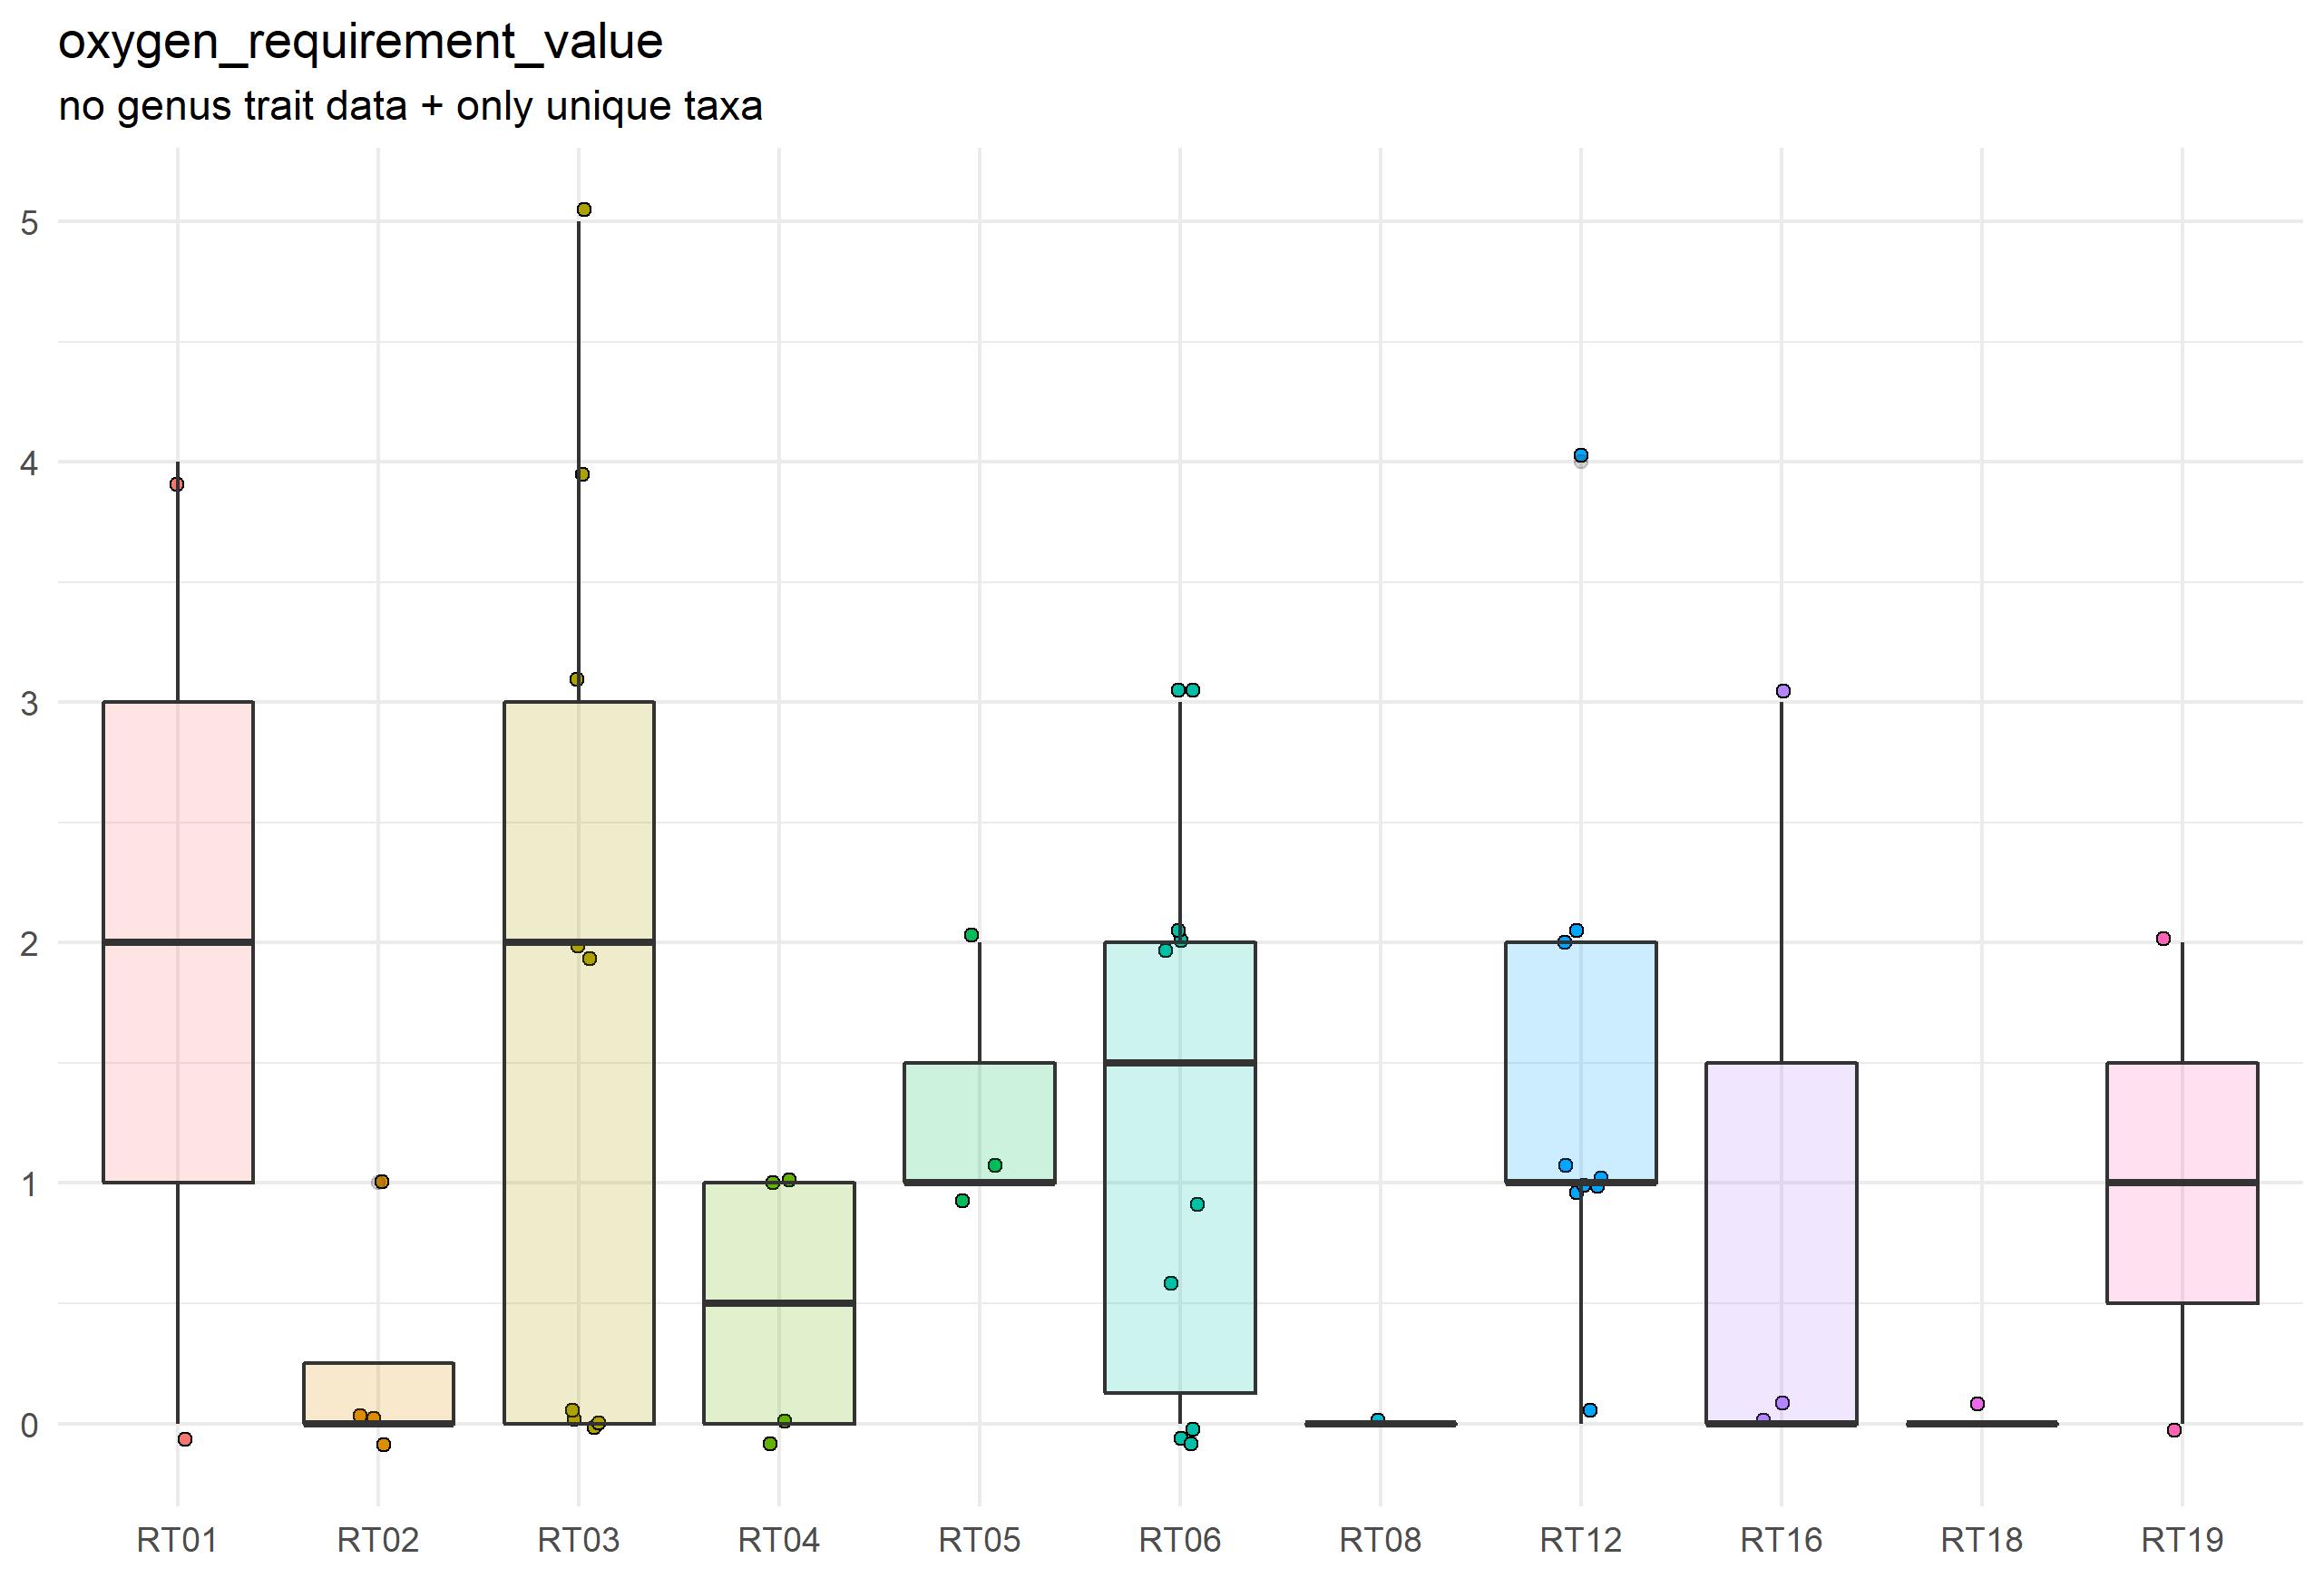 oxygen_requirement_value
no genus trait data + only unique taxa
5
4
3
2
1
0
RT01 RT02 RT03 RT04 RT05 RT06 RT08 RT12 RT16 RT18 RT19